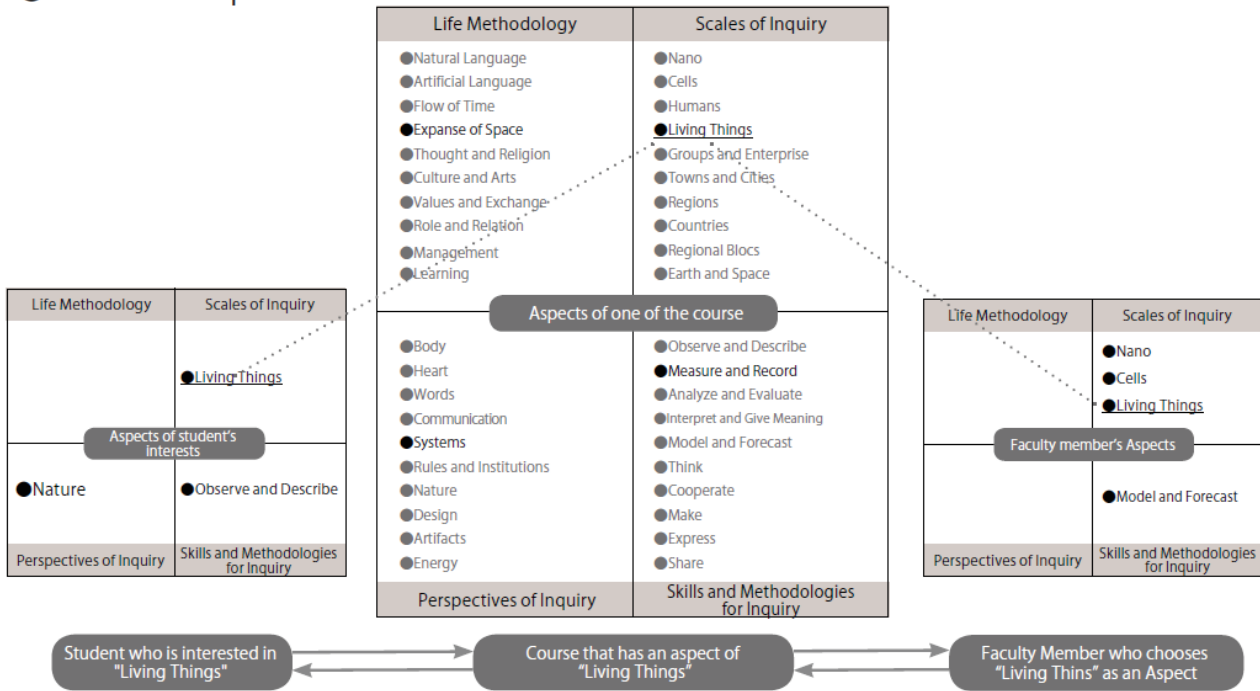 Life Methodology
Scales of Inquiry
●Natural Language
●Artificial Language
●Flow of Time
●Expanse of Space
●Thought and Religion
●Culture and Arts
●Values and Exchange
●Role and Relation
●Management
●Learning
●Nano
●Cells
●Humans
●Living Things
●Groups and Enterprise
●Towns and Cities
●Regions
●Countries
●Regional Blocs
●Earth and Space
Aspects of one of the course
●Body
●Heart
●Words
●Communication
●Systems
●Rules and Institutions
●Nature
●Design
●Artifacts
●Energy
●Observe and Describe
●Measure and Record
●Analyze and Evaluate
●Interpret and Give Meaning
●Model and Forecast
●Think
●Cooperate
●Make
●Express
●Share
Perspectives of Inquiry
Skills and Methodologies
for Inquiry
Life Methodology
Scales of Inquiry
●Living Things
Aspects of student's
interests
●Nature
●Observe and Describe
Perspectives of Inquiry
Skills and Methodologies
for Inquiry
Life Methodology
Scales of Inquiry
●Nano
●Cells
●Living Things
Faculty member's Aspects
●Model and Forecast
Perspectives of Inquiry
Skills and Methodologies
for Inquiry
Student who is interested in
"Living Things"
Course that has an aspect of
"Living Things"
Faculty Member who chooses
"Living Thins" as an Aspect